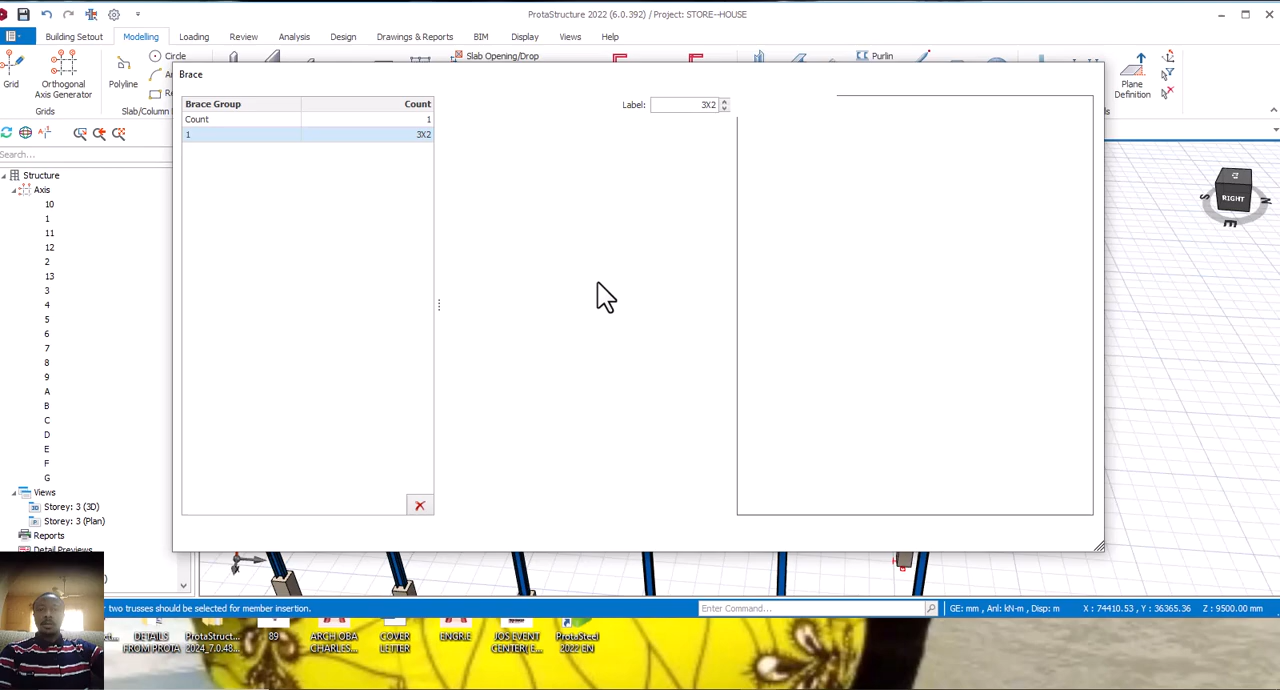 ProtaStructure 2022 (6.0.392) / Project: STORE--HOUSE
Building Setout Modelling Loading Review Analysis Design Drawings & Reports BIM Display Views Help
Circle
Slab Opening/Drop
Purlin
Grid
Orthogonal
Axis Generator
Polyline
Plane
Definition
Grids
Slab/Column
Brace
Brace Group Count
Label: 3X2
Count 1
1 3X2
Search...
Structure
Axis
10
1
11
12
2
13
3
4
5
6
7
8
9
A
B
C
D
E
F
G
Views
Storey: 3 (3D)
Storey: 3 (Plan)
Reports
Detail Previews
RIGHT
S
N
E
two trusses should be selected for member insertion.
Enter Command...
GE: mm , Anl: kN-m , Disp: m
X : 74410.53 , Y : 36365.36
Z : 9500.00 mm
DETAILS
FROM PROTA
ProtaStruct...
2024_7.0.48...
89
ARCH OBA
CHARLES...
COVER
LETTER
ENGRIE
JOS EVENT
CENTER( E...
ProtaSteel
2022 EN